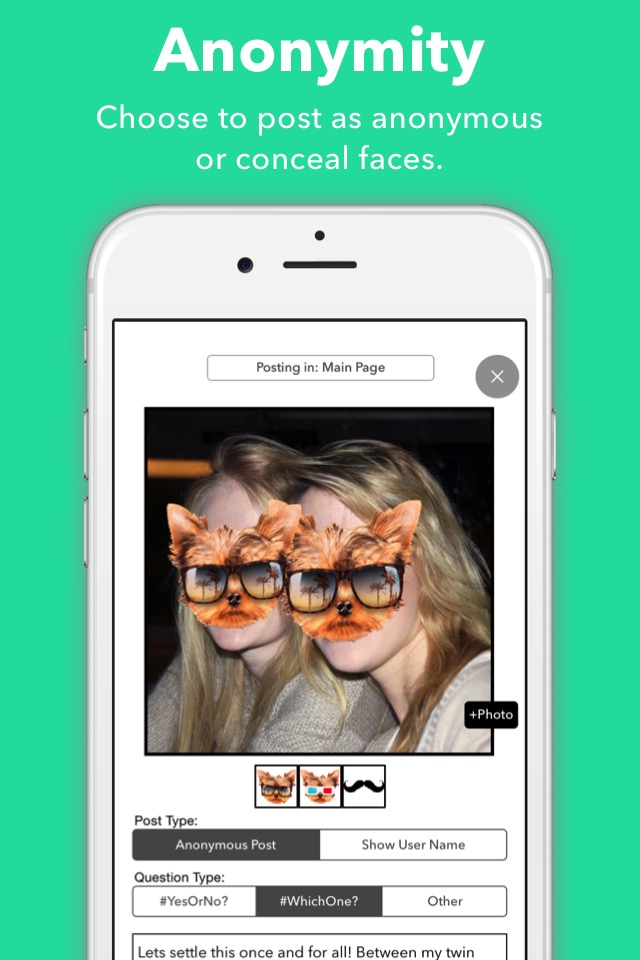 Anonymity
Choose to post as anonymous
or conceal faces.
Posting in: Main Page
+Photo
Post Type:
Anonymous Post
Show User Name
Question Type:
#YesOrNo?
#WhichOne?
Other
Lets settle this once and for all! Between my twin